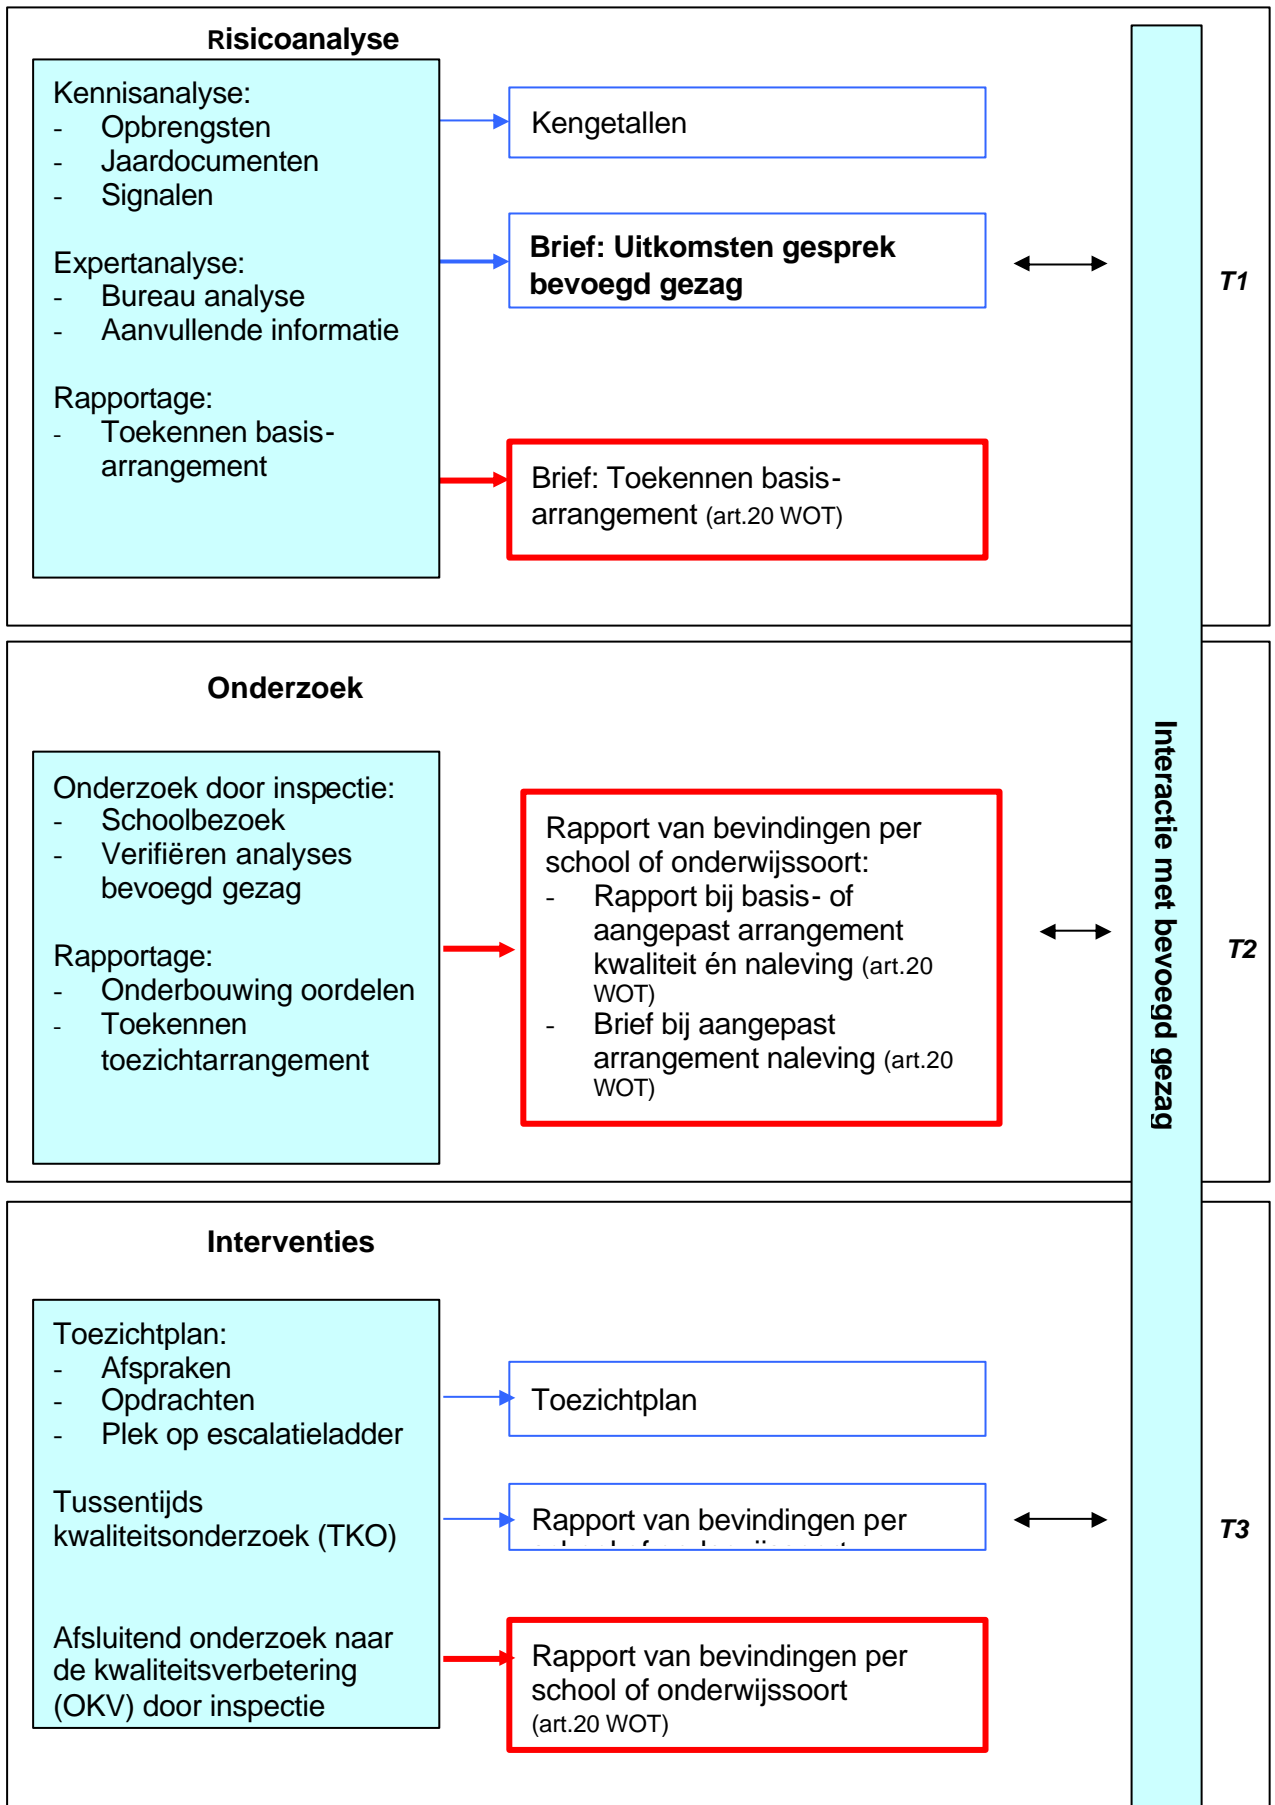 Risicoanalyse
Kennisanalyse:
- Opbrengsten
- Jaardocumenten
- Signalen
Expertanalyse:
- Bureau analyse
- Aanvullende informatie
Rapportage:
- Toekennen basis-
arrangement
Kengetallen
Brief: Uitkomsten gesprek
bevoegd gezag
Brief: Toekennen basis-
arrangement (art.20 WOT)
T1
Onderzoek
Onderzoek door inspectie:
- Schoolbezoek
- Verifiëren analyses
bevoegd gezag
Rapportage:
- Onderbouwing oordelen
- Toekennen
toezichtarrangement
Rapport van bevindingen per
school of onderwijssoort:
- Rapport bij basis- of
aangepast arrangement
kwaliteit én naleving (art.20
WOT)
- Brief bij aangepast
arrangement naleving (art.20
WOT)
Interactie met bevoegd gezag
T2
Interventies
Toezichtplan:
- Afspraken
- Opdrachten
- Plek op escalatieladder
Tussentijds
kwaliteitsonderzoek (TKO)
Afsluitend onderzoek naar
de kwaliteitsverbetering
(OKV) door inspectie
Toezichtplan
Rapport van bevindingen per
Rapport van bevindingen per
school of onderwijssoort
(art.20 WOT)
T3